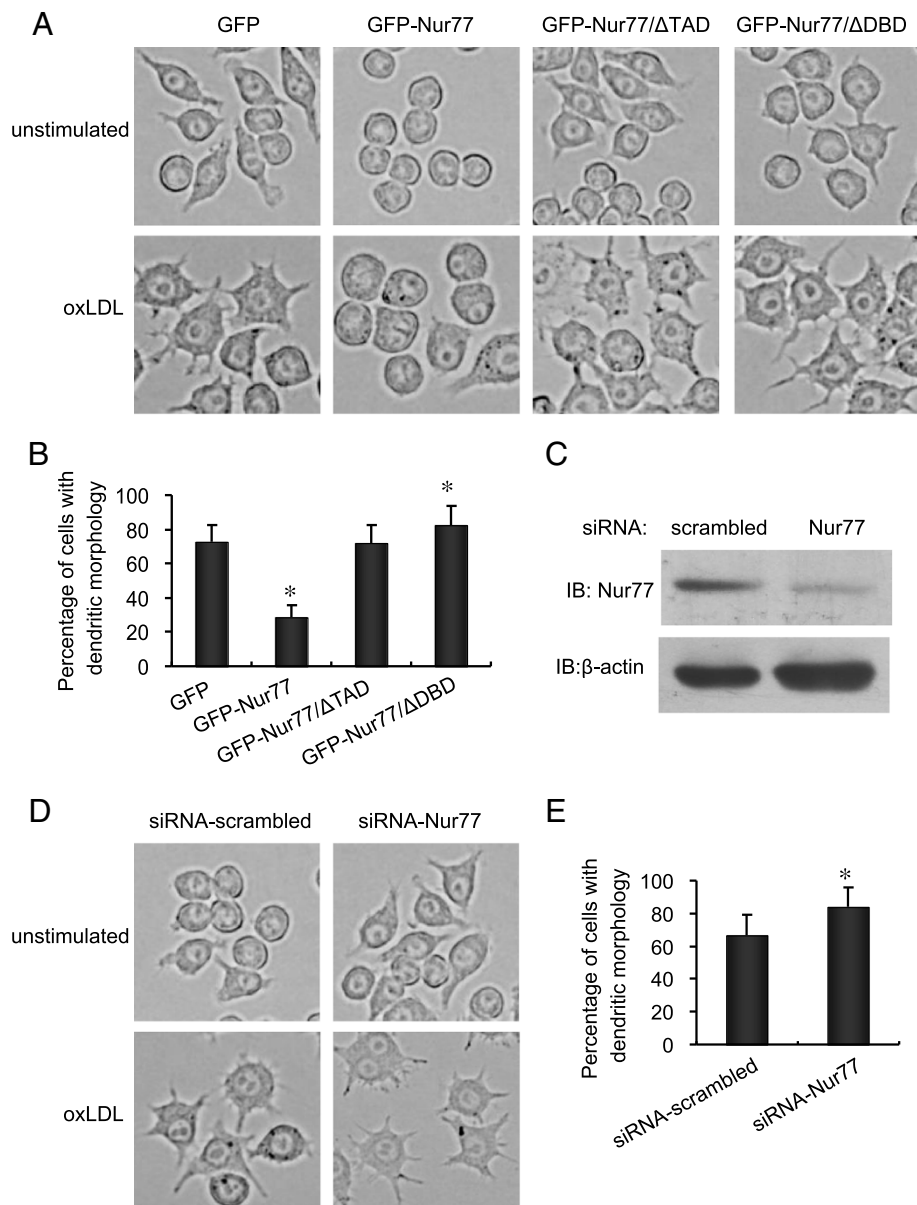 A
GFP
GFP-Nur77
GFP-Nur77/ΔTAD
GFP-Nur77/ΔDBD
unstimulated
oxLDL
B
Percentage of cells with
dendritic morphology
100
80
60
40
20
0
*
*
GFP
GFP-Nur77
GFP-Nur77/ΔTAD
GFP-Nur77/ΔDBD
C
siRNA:
scrambled
Nur77
IB: Nur77
IB:β-actin
D
siRNA-scrambled
siRNA-Nur77
unstimulated
oxLDL
E
Percentage of cells with
dendritic morphology
100
80
60
40
20
0
*
siRNA-scrambled
siRNA-Nur77